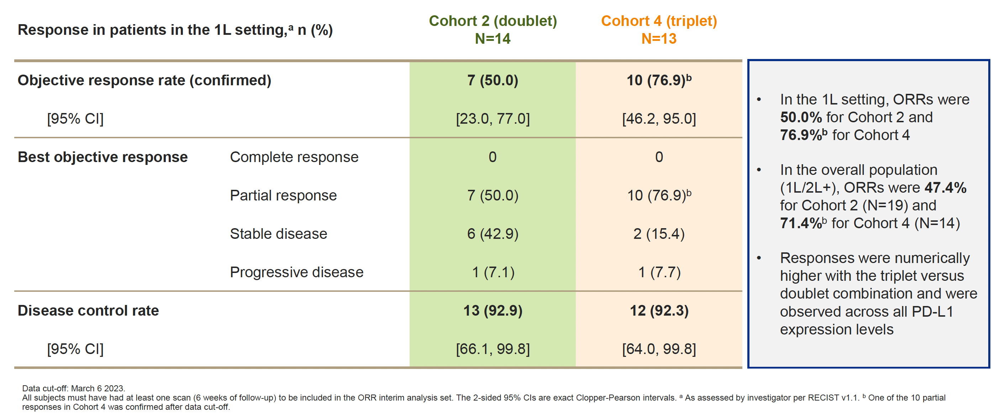 Response in patients in the 1L setting,ᵃ n (%)
Cohort 2 (doublet)
N=14
Cohort 4 (triplet)
N=13
Objective response rate (confirmed) 7 (50.0) 10 (76.9)ᵇ
[95% CI] [23.0, 77.0] [46.2, 95.0]
Best objective response Complete response 0 0
Partial response 7 (50.0) 10 (76.9)ᵇ
Stable disease 6 (42.9) 2 (15.4)
Progressive disease 1 (7.1) 1 (7.7)
Disease control rate 13 (92.9) 12 (92.3)
[95% CI] [66.1, 99.8] [64.0, 99.8]
• In the 1L setting, ORRs were
50.0% for Cohort 2 and
76.9%ᵇ for Cohort 4
• In the overall population
(1L/2L+), ORRs were 47.4%
for Cohort 2 (N=19) and
71.4%ᵇ for Cohort 4 (N=14)
• Responses were numerically
higher with the triplet versus
doublet combination and were
observed across all PD-L1
expression levels
Data cut-off: March 6 2023.
All subjects must have had at least one scan (6 weeks of follow-up) to be included in the ORR interim analysis set. The 2-sided 95% CIs are exact Clopper-Pearson intervals. ᵃ As assessed by investigator per RECIST v1.1. ᵇ One of the 10 partial
responses in Cohort 4 was confirmed after data cut-off.